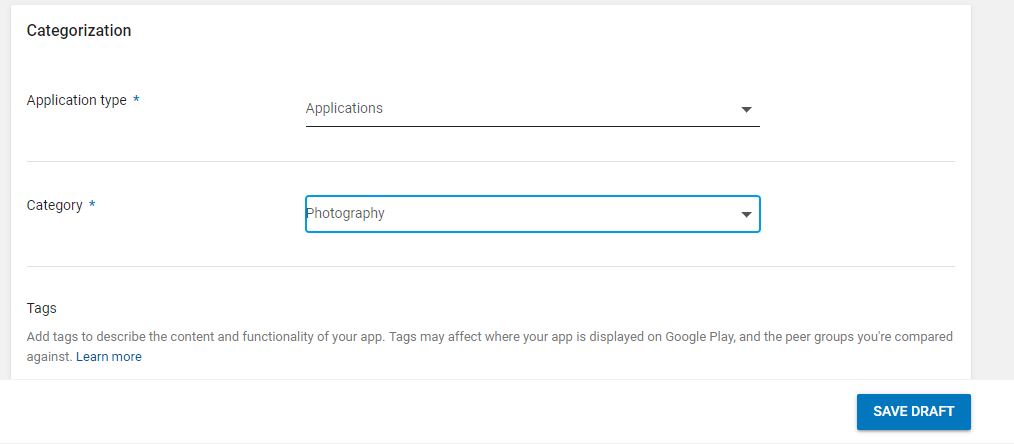 Categorization
Application type *
Applications
Category *
Photography
Tags
Add tags to describe the content and functionality of your app. Tags may affect where your app is displayed on Google Play, and the peer groups you're compared
against. Learn more
SAVE DRAFT